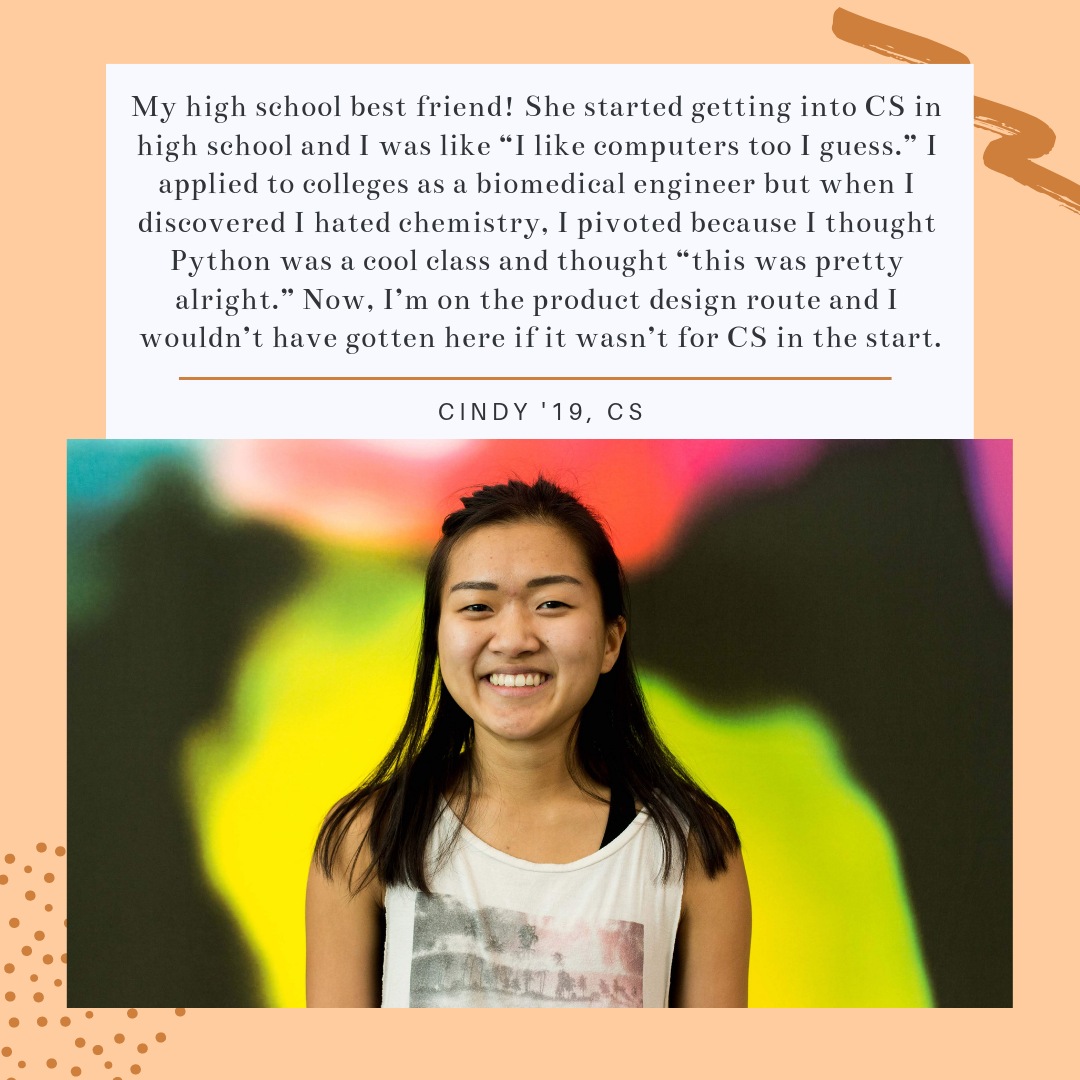 My high school best friend! She started getting into CS in
high school and I was like “I like computers too I guess.” I
applied to colleges as a biomedical engineer but when I
discovered I hated chemistry, I pivoted because I thought
Python was a cool class and thought “this was pretty
alright.” Now, I’m on the product design route and I
wouldn’t have gotten here if it wasn’t for CS in the start.
CINDY '19, CS